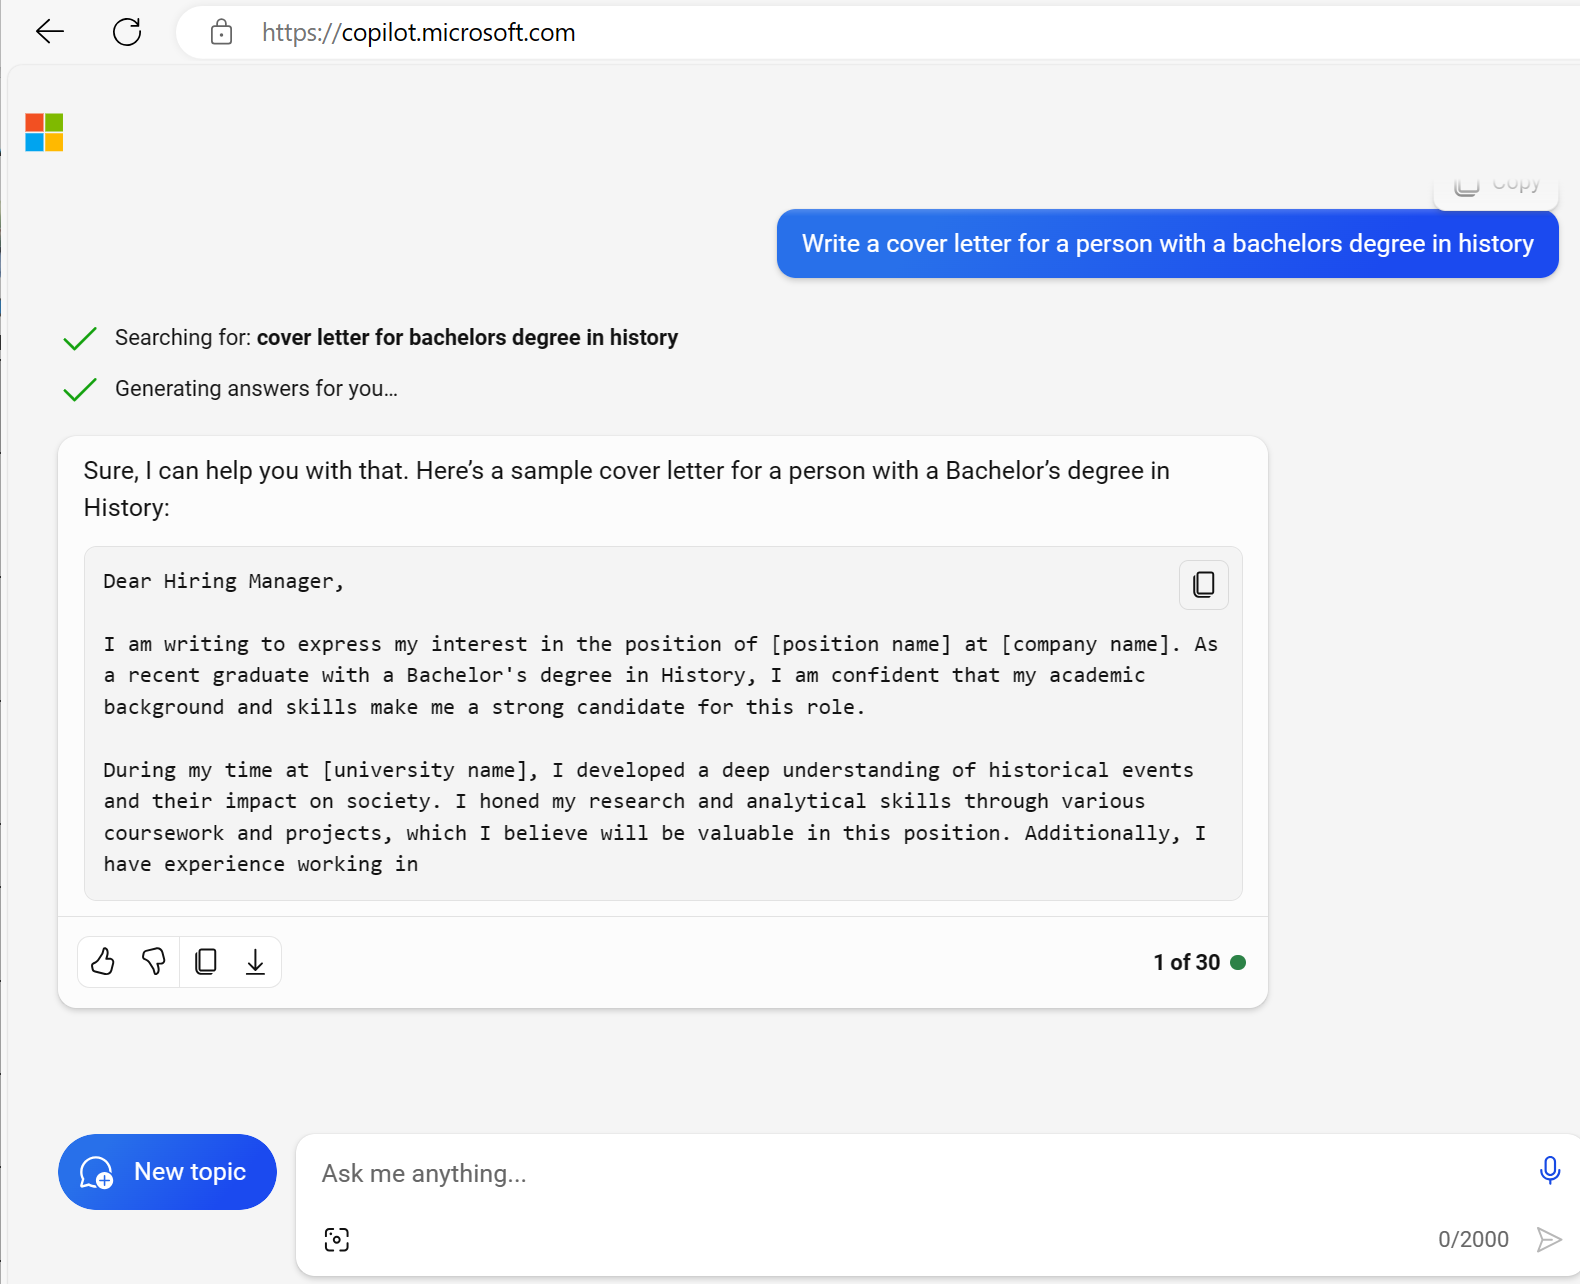 https://copilot.microsoft.com
Copy
Write a cover letter for a person with a bachelors degree in history
Searching for: cover letter for bachelors degree in history
Generating answers for you...
Sure, I can help you with that. Here’s a sample cover letter for a person with a Bachelor’s degree in
History:
Dear Hiring Manager,
I am writing to express my interest in the position of [position name] at [company name]. As
a recent graduate with a Bachelor's degree in History, I am confident that my academic
background and skills make me a strong candidate for this role.
During my time at [university name], I developed a deep understanding of historical events
and their impact on society. I honed my research and analytical skills through various
coursework and projects, which I believe will be valuable in this position. Additionally, I
have experience working in
1 of 30
New topic
Ask me anything...
0/2000